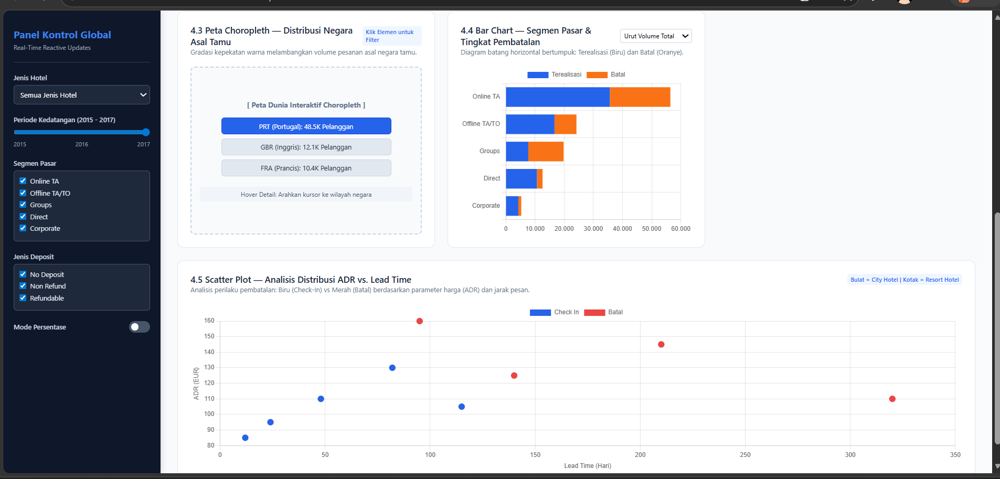 Panel Kontrol Global
Real-Time Reactive Updates
Jenis Hotel
Semua Jenis Hotel
Periode Kedatangan (2015 - 2017)
2015 2016 2017
Segmen Pasar
Online TA
Offline TA/TO
Groups
Direct
Corporate
Jenis Deposit
No Deposit
Non Refund
Refundable
Mode Persentase
4.3 Peta Choropleth — Distribusi Negara
Asal Tamu
Klik Elemen untuk
Filter
Gradasi kepekatan warna melambangkan volume pesanan asal negara tamu.
[ Peta Dunia Interaktif Choropleth ]
PRT (Portugal): 48.5K Pelanggan
GBR (Inggris): 12.1K Pelanggan
FRA (Prancis): 10.4K Pelanggan
Hover Detail: Arahkan kursor ke wilayah negara
4.4 Bar Chart — Segmen Pasar &
Tingkat Pembatalan
Urut Volume Total
Diagram batang horizontal bertumpuk: Terealisasi (Biru) dan Batal (Oranye).
Terealisasi Batal
Online TA
Offline TA/TO
Groups
Direct
Corporate
0 10.000 20.000 30.000 40.000 50.000 60.000
4.5 Scatter Plot — Analisis Distribusi ADR vs. Lead Time
Analisis perilaku pembatalan: Biru (Check-In) vs Merah (Batal) berdasarkan parameter harga (ADR) dan jarak pesan.
Bulat = City Hotel | Kotak = Resort Hotel
Check In Batal
ADR (EUR)
160
150
140
130
120
110
100
90
80
0 50 100 150 200 250 300 350
Lead Time (Hari)